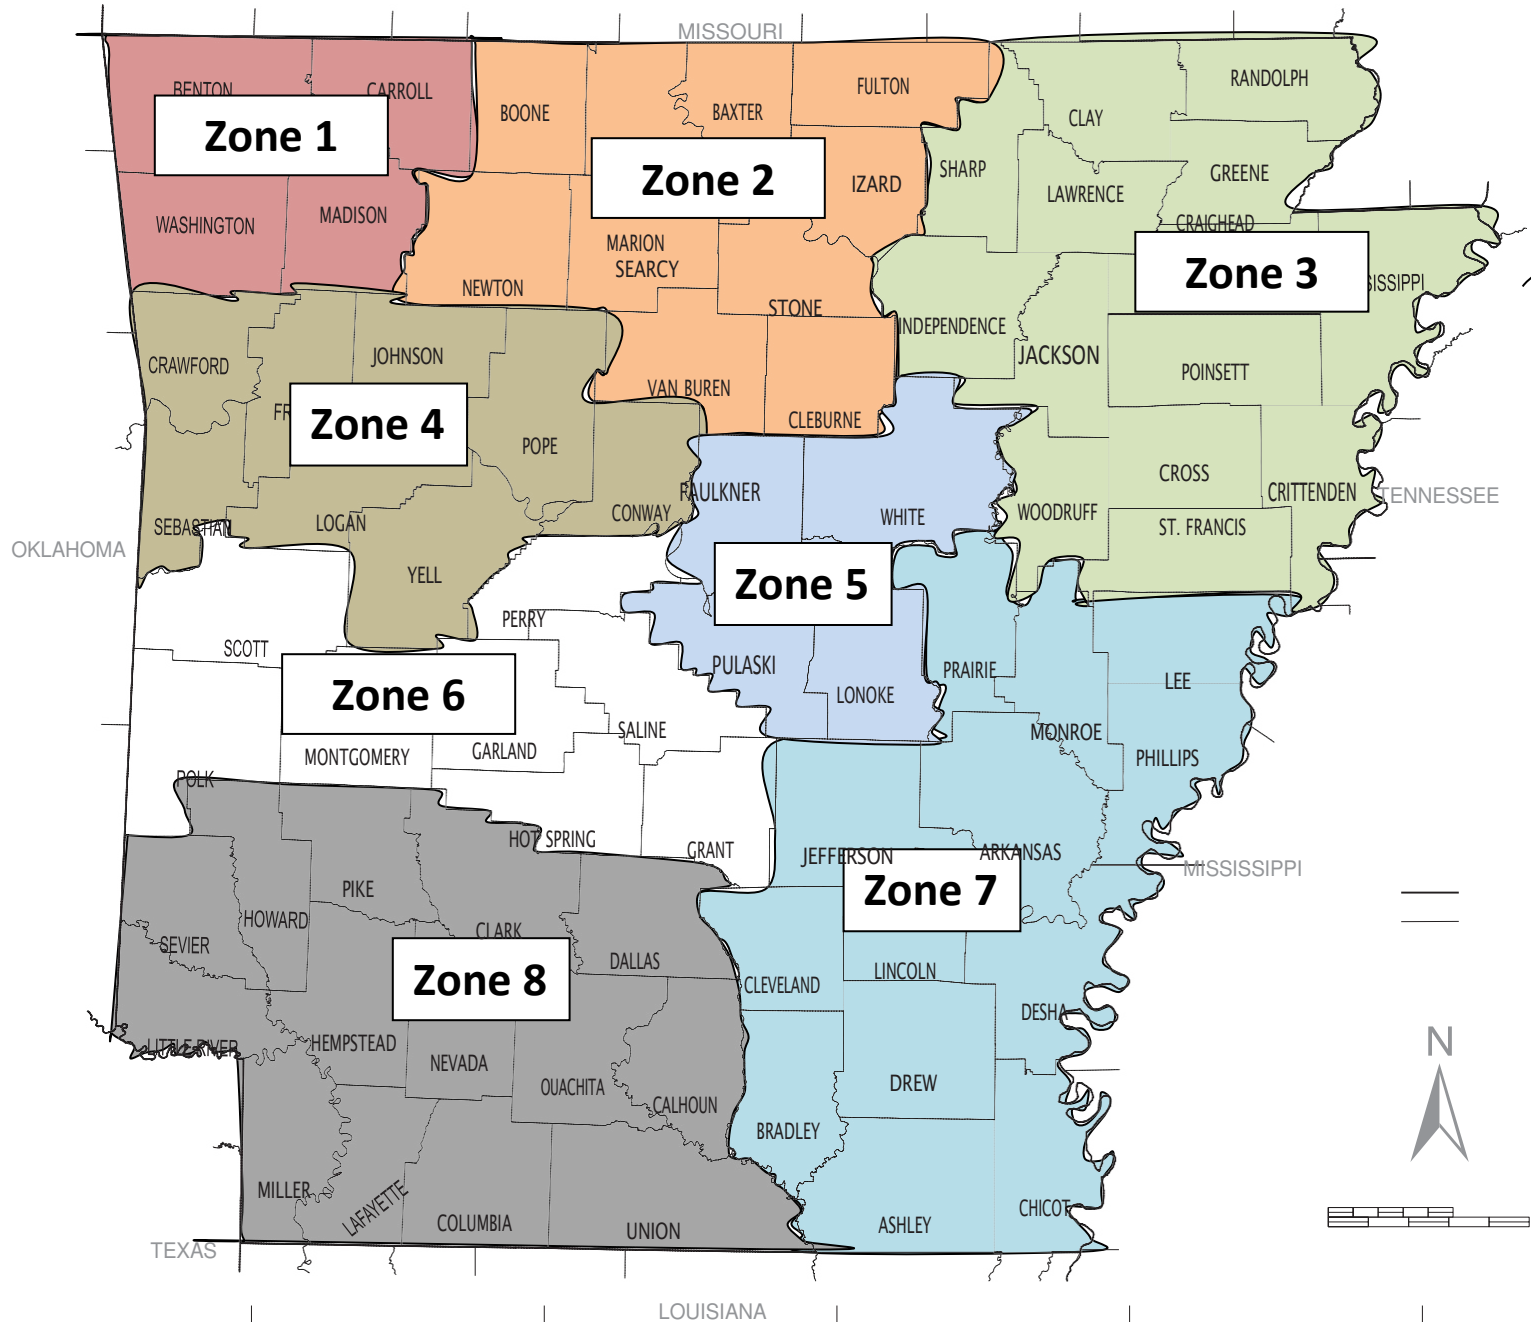 MISSOURI
BENTON
CARROLL
BOONE
BAXTER
FULTON
RANDOLPH
CLAY
Zone 1
Zone 2
IZARD
SHARP
LAWRENCE
GREENE
WASHINGTON
MADISON
MARION
SEARCY
CRAIGHEAD
Zone 3
SISSIPPI
NEWTON
STONE
INDEPENDENCE
JACKSON
CRAWFORD
JOHNSON
POINSETT
VAN BUREN
CLEBURNE
FR
Zone 4
POPE
CROSS
FAULKNER
CRITTENDEN
TENNESSEE
SEBASTIAN
LOGAN
CONWAY
WHITE
WOODRUFF
ST. FRANCIS
OKLAHOMA
YELL
Zone 5
PERRY
SCOTT
PULASKI
PRAIRIE
LEE
Zone 6
LONOKE
SALINE
MONROE
MONTGOMERY
GARLAND
PHILLIPS
POLK
HOT SPRING
GRANT
JEFFERSON
ARKANSAS
MISSISSIPPI
Zone 7
PIKE
HOWARD
CLARK
SEVIER
DALLAS
Zone 8
CLEVELAND
LINCOLN
DESHA
LITTLE RIVER
HEMPSTEAD
NEVADA
OUACHITA
CALHOUN
DREW
N
BRADLEY
MILLER
LAFAYETTE
COLUMBIA
UNION
ASHLEY
CHICOT
TEXAS
LOUISIANA